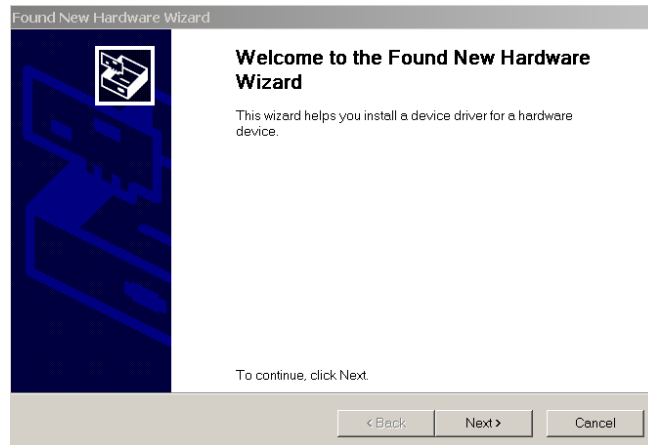 Found New Hardware Wizard
Welcome to the Found New Hardware
Wizard
This wizard helps you install a device driver for a hardware
device.
To continue, click Next.
< Back
Next >
Cancel